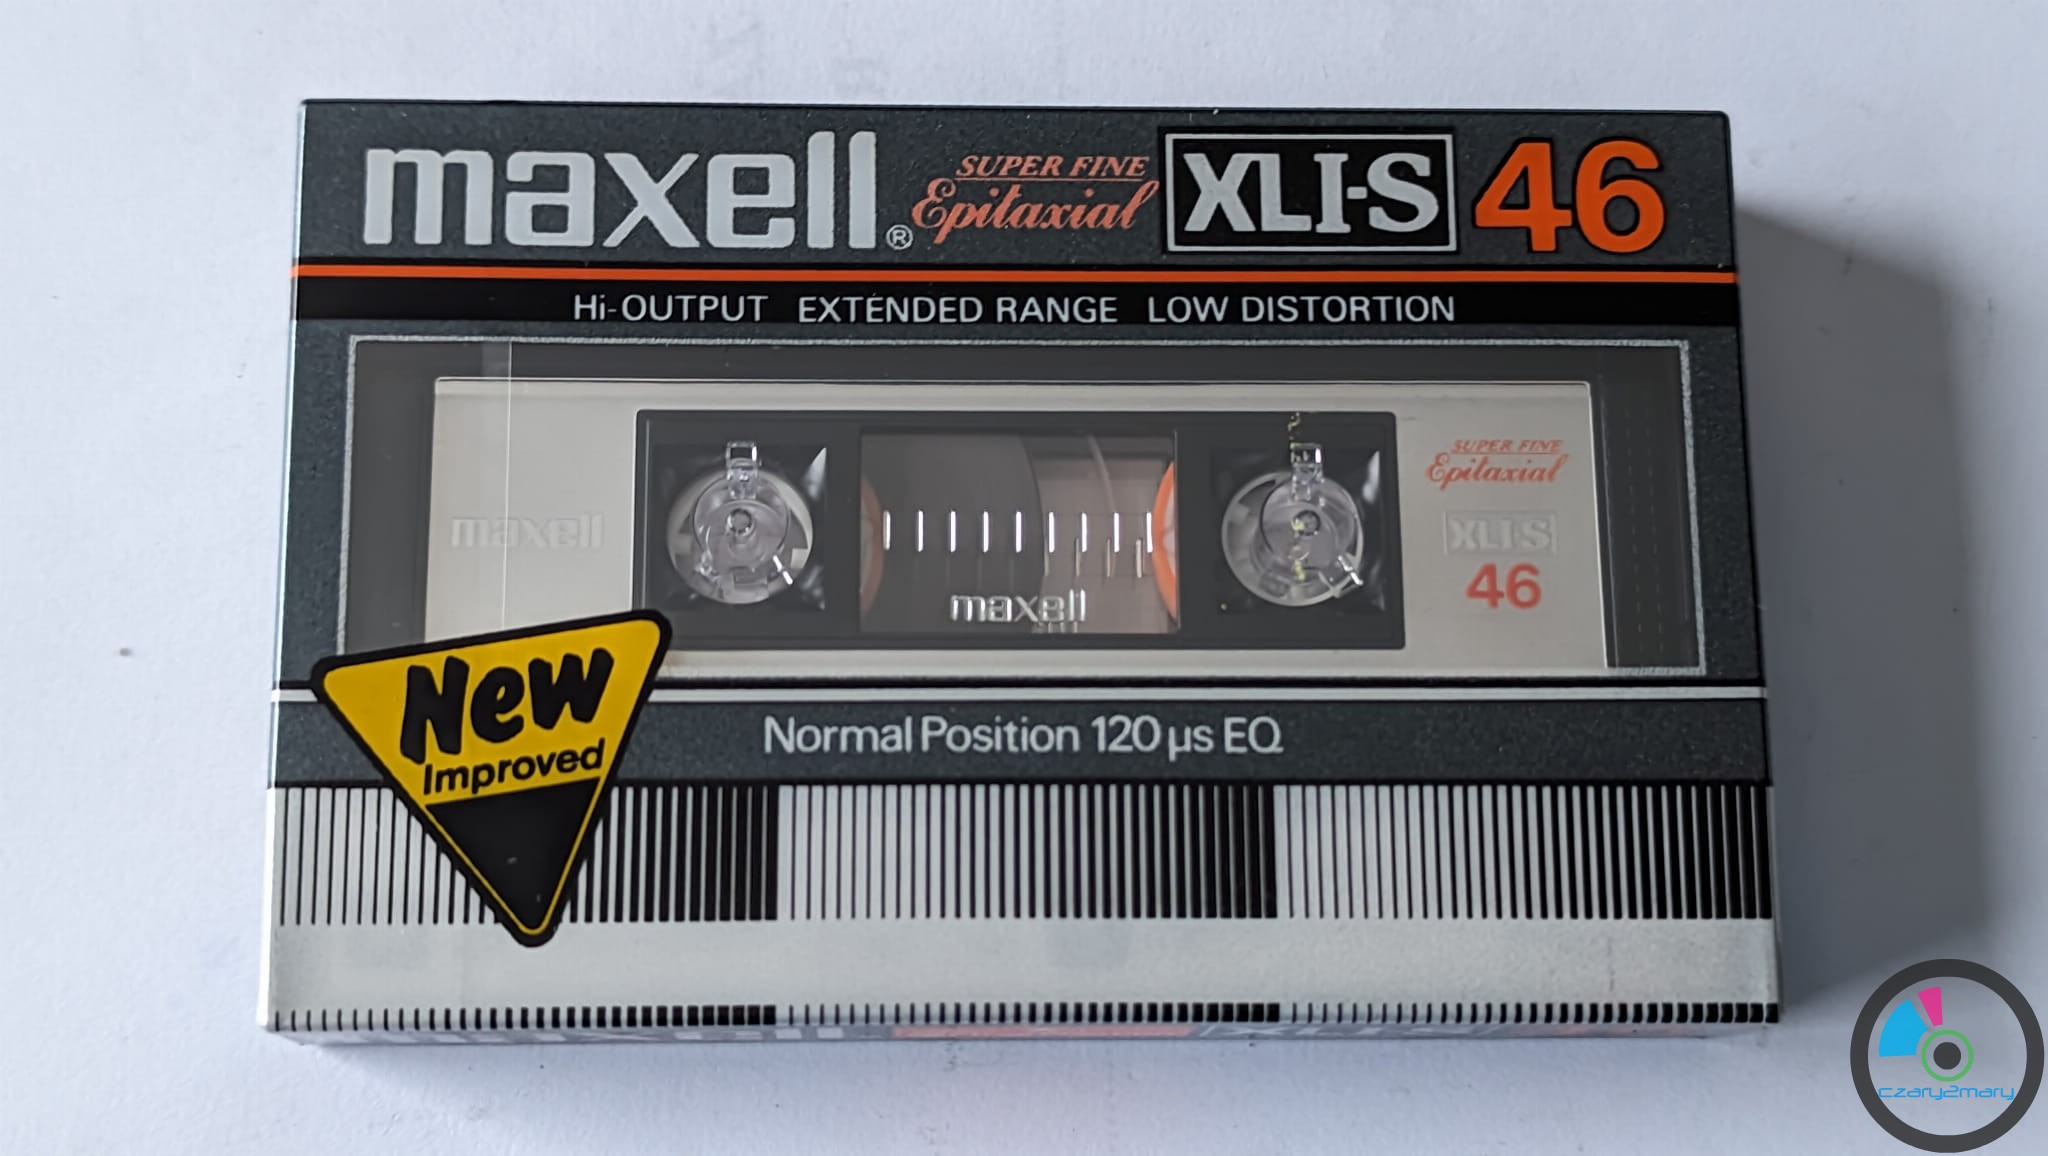 maxell® SUPER FINE Epitaxial XLI-S 46
Hi-OUTPUT EXTENDED RANGE LOW DISTORTION
SUPER FINE
Epitaxial
maxell
XLI-S
46
maxell
New
Improved
Normal Position 120 µs EQ
czary2mary